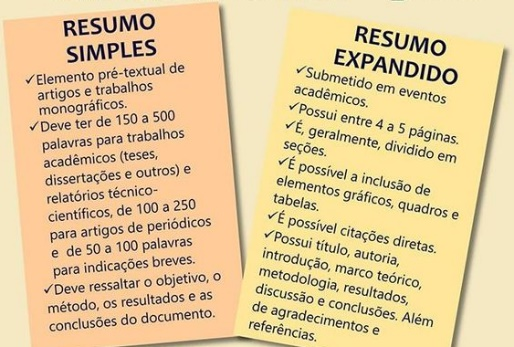 RESUMO
SIMPLES
✓Elemento pré-textual de
artigos e trabalhos
monográficos.
✓Deve ter de 150 a 500
palavras para trabalhos
acadêmicos (teses,
dissertações e outros) e
relatórios técnico-
científicos, de 100 a 250
para artigos de periódicos
e de 50 a 100 palavras
para indicações breves.
✓Deve ressaltar o objetivo, o
método, os resultados e as
conclusões do documento.
RESUMO
EXPANDIDO
✓Submetido em eventos
acadêmicos.
✓Possui entre 4 a 5 páginas.
✓É, geralmente, dividido em
seções.
✓É possível a inclusão de
elementos gráficos, quadros e
tabelas.
✓É possível citações diretas.
✓Possui título, autoria,
introdução, marco teórico,
metodologia, resultados,
discussão e conclusões. Além
de agradecimentos e
referências.